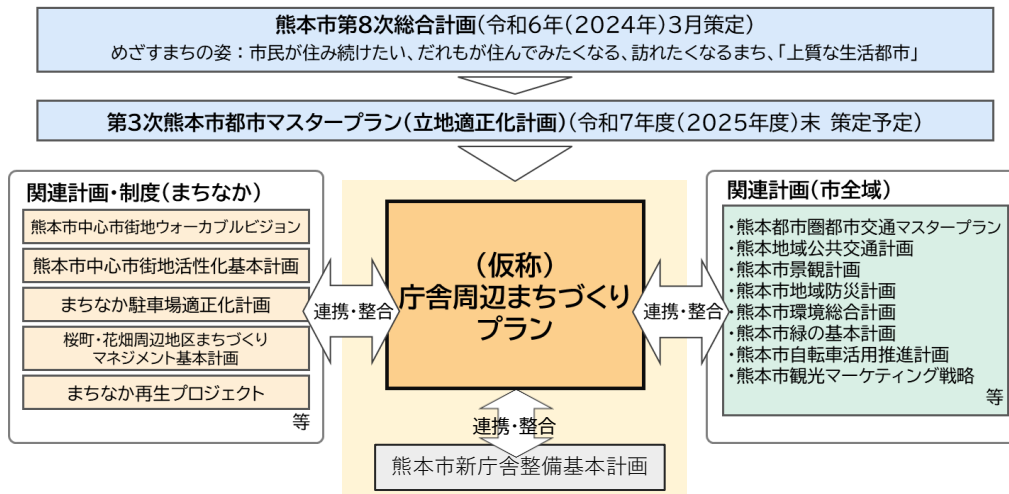 熊本市第8次総合計画(令和6年(2024年)3月策定)
めざすまちの姿：市民が住み続けたい、だれもが住んでみたくなる、訪れたくなるまち、「上質な生活都市」
第3次熊本市都市マスタープラン(立地適正化計画)(令和7年度(2025年度)末 策定予定)
関連計画・制度(まちなか)
熊本市中心市街地ウォーカブルビジョン
熊本市中心市街地活性化基本計画
まちなか駐車場適正化計画
桜町・花畑周辺地区まちづくり
マネジメント基本計画
まちなか再生プロジェクト
等
連携・整合
(仮称)
庁舎周辺まちづくり
プラン
連携・整合
関連計画(市全域)
・熊本都市圏都市交通マスタープラン
・熊本地域公共交通計画
・熊本市景観計画
・熊本市地域防災計画
・熊本市環境総合計画
・熊本市緑の基本計画
・熊本市自転車活用推進計画
・熊本市観光マーケティング戦略
等
連携・整合
熊本市新庁舎整備基本計画